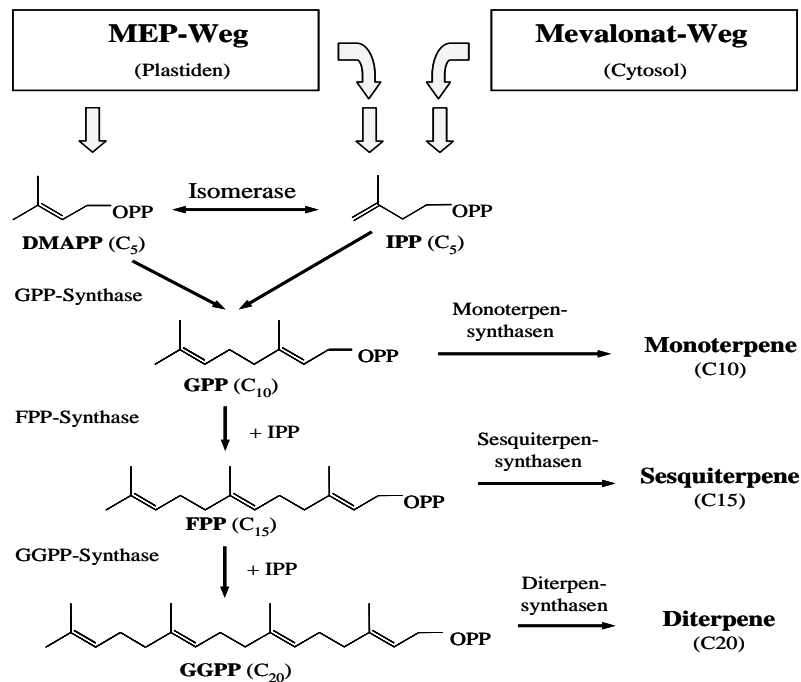 MEP-Weg
(Plastiden)
Mevalonat-Weg
(Cytosol)
Isomerase
OPP
DMAPP (C5)
OPP
IPP (C5)
GPP-Synthase
OPP
GPP (C10)
Monoterpen-
synthasen
Monoterpene
(C10)
FPP-Synthase
+ IPP
OPP
FPP (C15)
Sesquiterpen-
synthasen
Sesquiterpene
(C15)
GGPP-Synthase
+ IPP
OPP
GGPP (C20)
Diterpen-
synthasen
Diterpene
(C20)